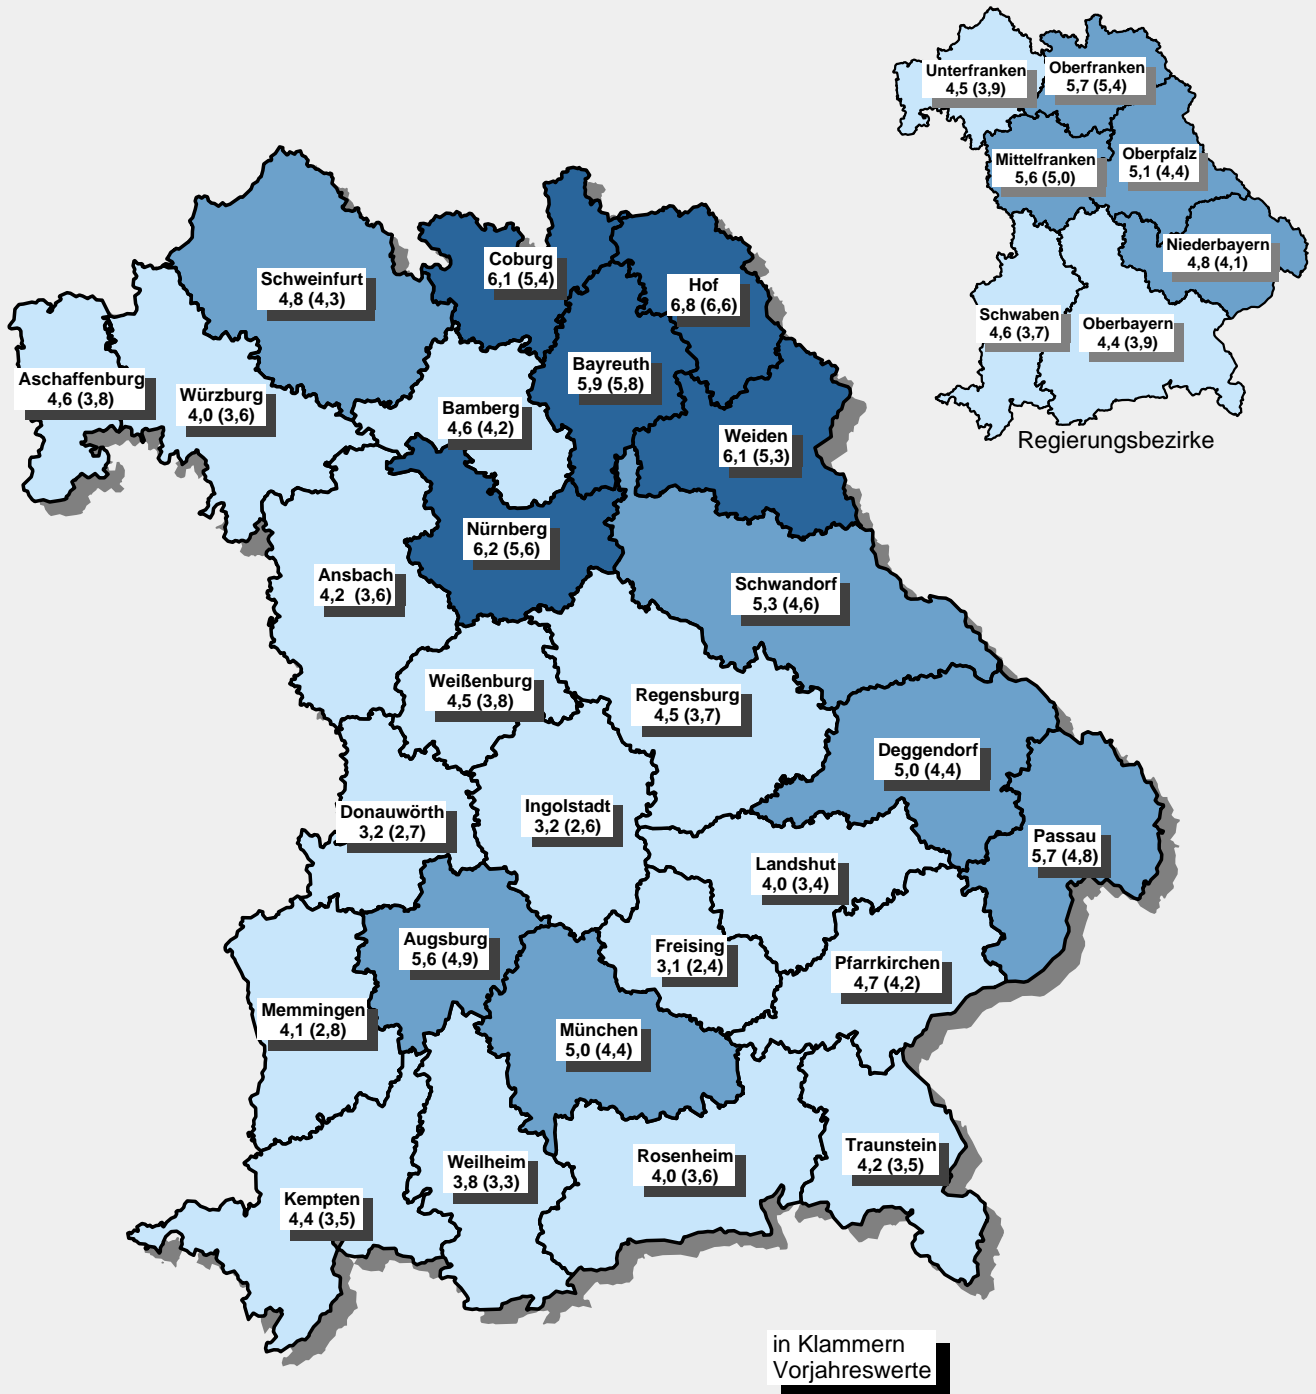 Unterfranken
4,5 (3,9)
Oberfranken
5,7 (5,4)
Mittelfranken
5,6 (5,0)
Oberpfalz
5,1 (4,4)
Niederbayern
4,8 (4,1)
Schwaben
4,6 (3,7)
Oberbayern
4,4 (3,9)
Regierungsbezirke
Schweinfurt
4,8 (4,3)
Coburg
6,1 (5,4)
Hof
6,8 (6,6)
Aschaffenburg
4,6 (3,8)
Würzburg
4,0 (3,6)
Bayreuth
5,9 (5,8)
Bamberg
4,6 (4,2)
Weiden
6,1 (5,3)
Nürnberg
6,2 (5,6)
Ansbach
4,2 (3,6)
Schwandorf
5,3 (4,6)
Weißenburg
4,5 (3,8)
Regensburg
4,5 (3,7)
Deggendorf
5,0 (4,4)
Donauwörth
3,2 (2,7)
Ingolstadt
3,2 (2,6)
Passau
5,7 (4,8)
Landshut
4,0 (3,4)
Augsburg
5,6 (4,9)
Freising
3,1 (2,4)
Pfarrkirchen
4,7 (4,2)
Memmingen
4,1 (2,8)
München
5,0 (4,4)
Traunstein
4,2 (3,5)
Rosenheim
4,0 (3,6)
Weilheim
3,8 (3,3)
Kempten
4,4 (3,5)
in Klammern
Vorjahreswerte